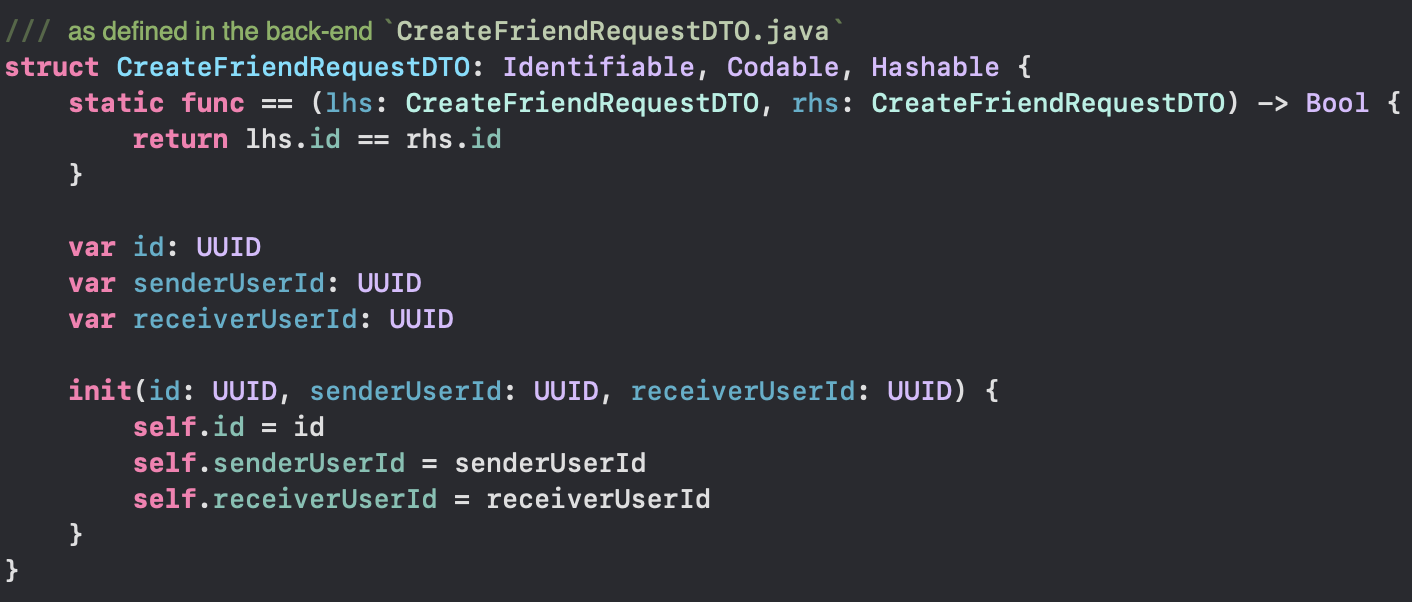 /// as defined in the back-end `CreateFriendRequestDTO.java`
struct CreateFriendRequestDTO: Identifiable, Codable, Hashable {
    static func == (lhs: CreateFriendRequestDTO, rhs: CreateFriendRequestDTO) -> Bool {
        return lhs.id == rhs.id
    }

    var id: UUID
    var senderUserId: UUID
    var receiverUserId: UUID

    init(id: UUID, senderUserId: UUID, receiverUserId: UUID) {
        self.id = id
        self.senderUserId = senderUserId
        self.receiverUserId = receiverUserId
    }
}